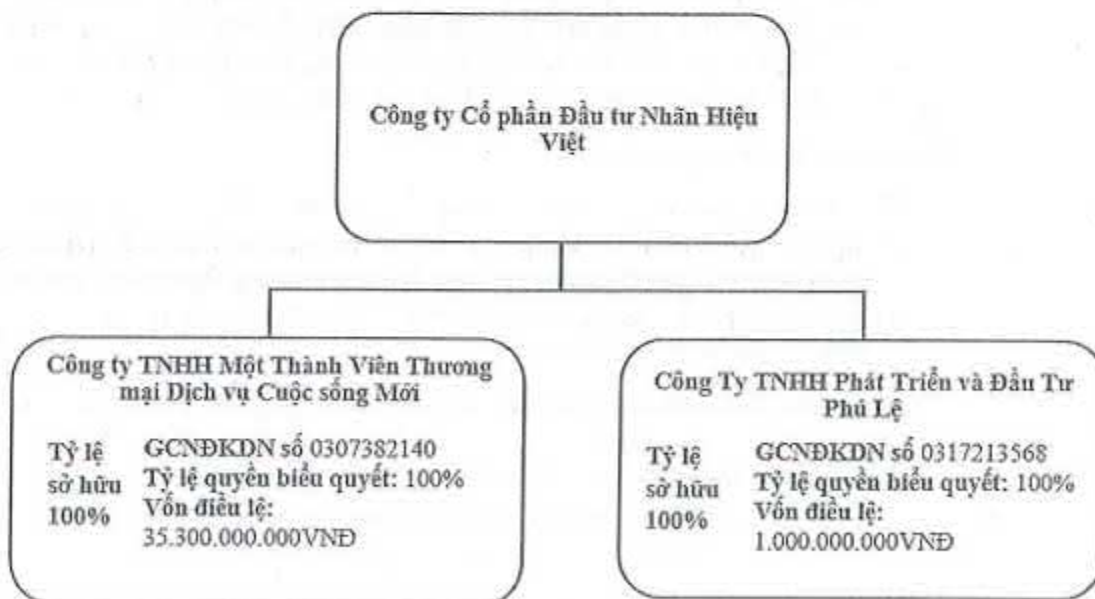 Công ty Cổ phần Đầu tư Nhãn Hiệu
Việt
Công ty TNHH Một Thành Viên Thương
mại Dịch vụ Cuộc sống Mới
Tỷ lệ
sở hữu
100%
GCNĐKDN số 0307382140
Tỷ lệ quyền biểu quyết: 100%
Vốn điều lệ:
35.300.000.000VNĐ
Công Ty TNHH Phát Triển và Đầu Tư
Phú Lệ
Tỷ lệ
sở hữu
100%
GCNĐKDN số 0317213568
Tỷ lệ quyền biểu quyết: 100%
Vốn điều lệ:
1.000.000.000VNĐ